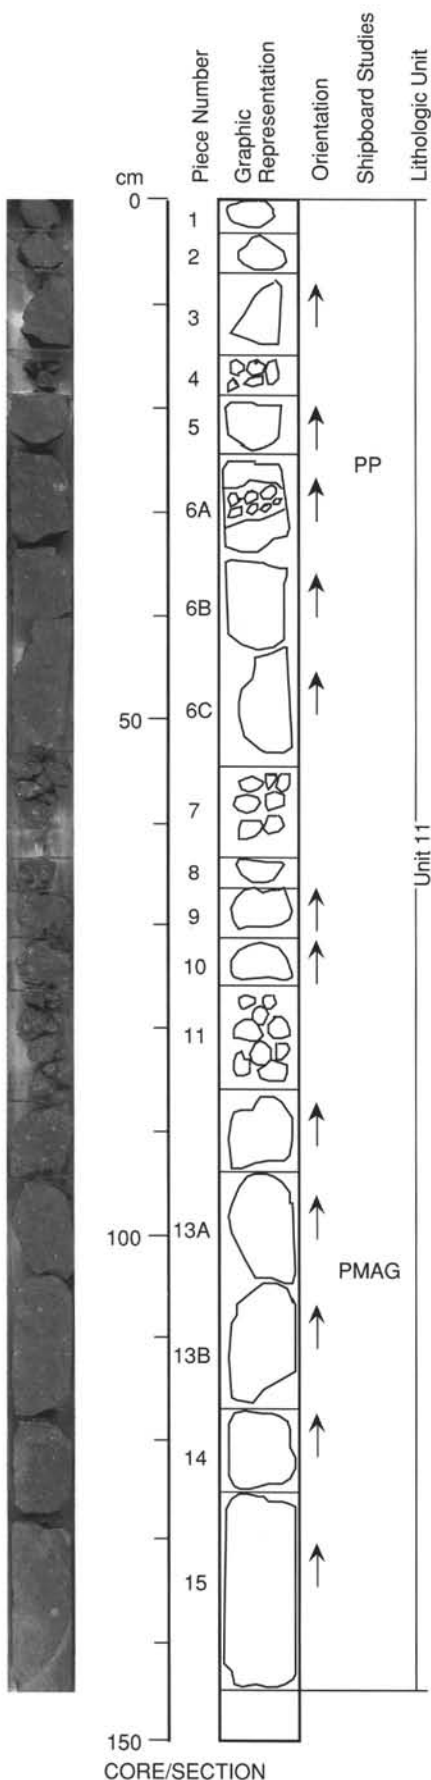 Piece Number
Graphic
Representation
Orientation
Shipboard Studies
Lithologic Unit
cm
0
1
2
3
4
5
PP
6A
6B
6C
50
7
8
Unit 11
9
10
11
100
13A
PMAG
13B
14
15
150
CORE/SECTION